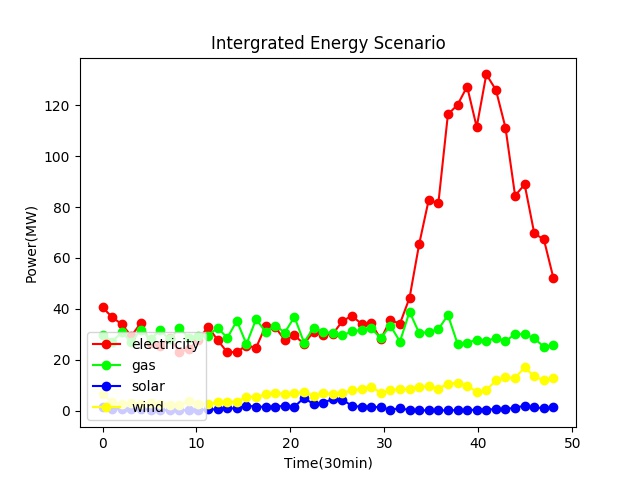 Intergrated Energy Scenario
Power(MW)
120
100
80
60
40
20
0
electricity
gas
solar
wind
0 10 20 30 40 50
Time(30min)